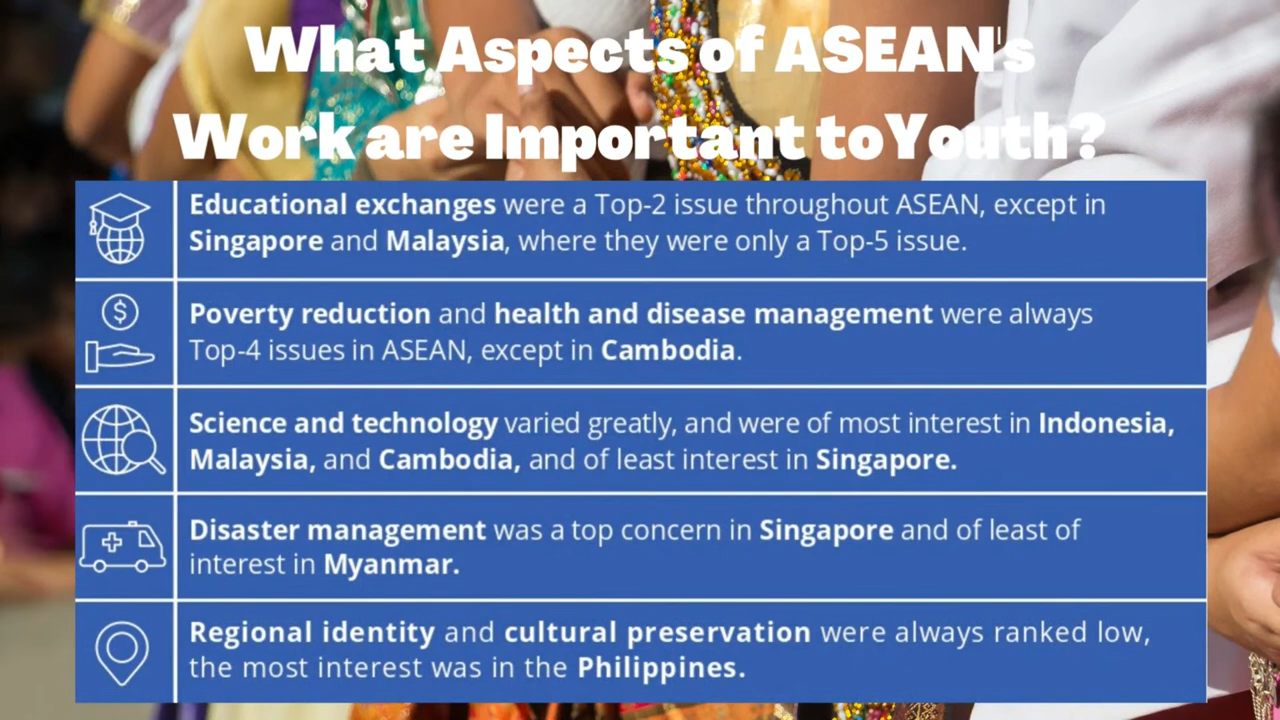 What Aspects of ASEAN's
Work are Important to Youth?
Educational exchanges were a Top-2 issue throughout ASEAN, except in
Singapore and Malaysia, where they were only a Top-5 issue.
$
Poverty reduction and health and disease management were always
Top-4 issues in ASEAN, except in Cambodia.
Science and technology varied greatly, and were of most interest in Indonesia,
Malaysia, and Cambodia, and of least interest in Singapore.
Disaster management was a top concern in Singapore and of least of
interest in Myanmar.
Regional identity and cultural preservation were always ranked low,
the most interest was in the Philippines.